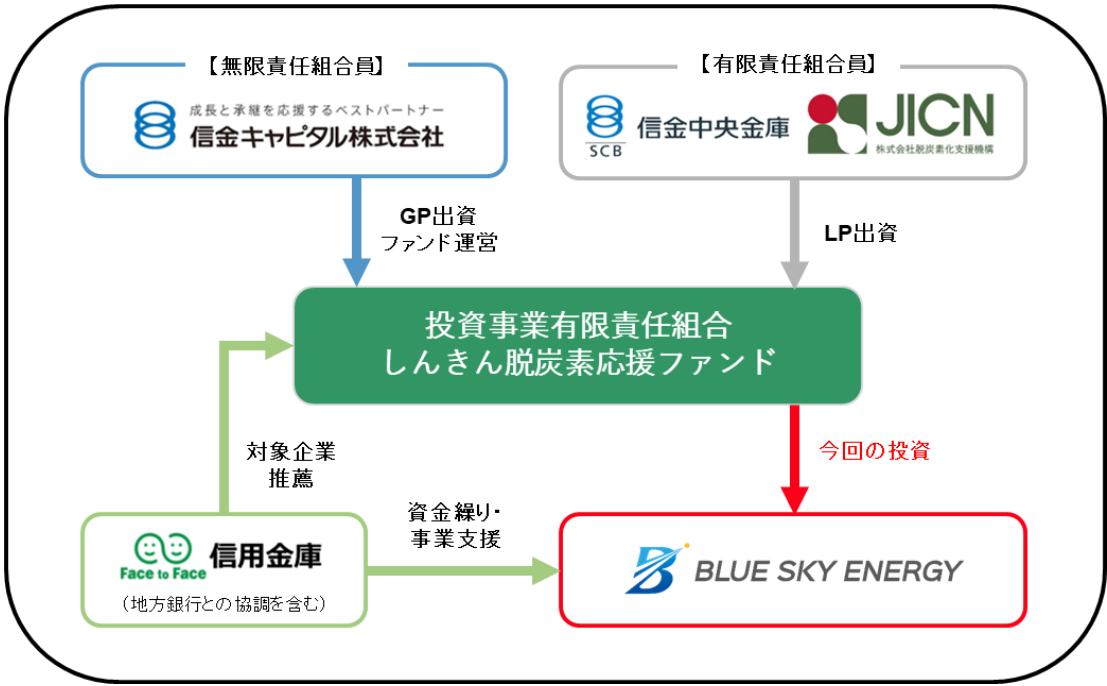 【無限責任組合員】
成長と承継を応援するベストパートナー
信金キャピタル株式会社
【有限責任組合員】
SCB
信金中央金庫
JICN
株式会社脱炭素化支援機構
GP出資
ファンド運営
LP出資
投資事業有限責任組合
しんきん脱炭素応援ファンド
対象企業
推薦
今回の投資
資金繰り・
事業支援
Face to Face
信用金庫
（地方銀行との協調を含む）
BLUE SKY ENERGY